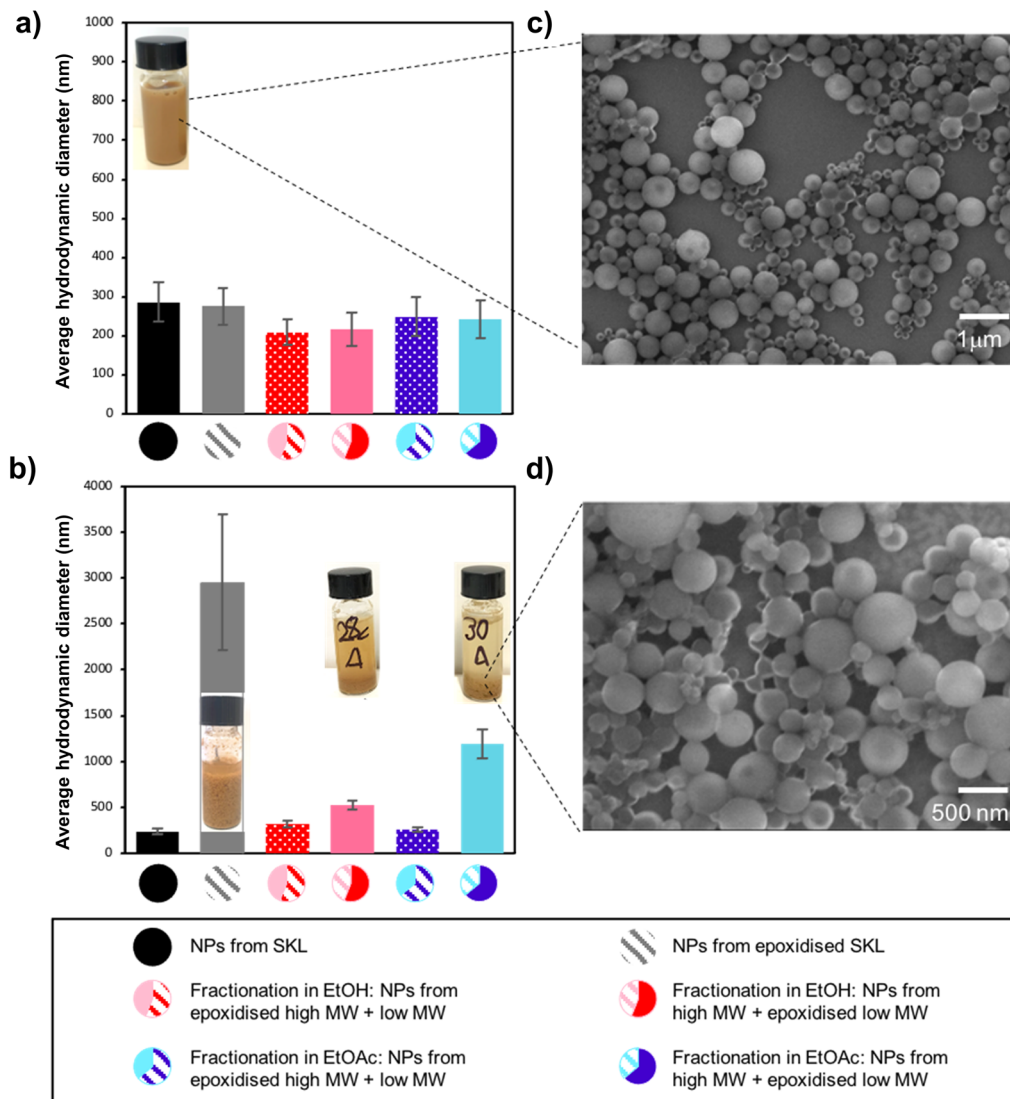 a)
c)
Average hydrodynamic diameter (nm)
1000
900
800
700
600
500
400
300
200
100
0
1μm
b)
d)
Average hydrodynamic diameter (nm)
4000
3500
3000
2500
2000
1500
1000
500
0
28c
Δ
30
Δ
500 nm
NPs from SKL
NPs from epoxidised SKL
Fractionation in EtOH: NPs from
epoxidised high MW + low MW
Fractionation in EtOH: NPs from
high MW + epoxidised low MW
Fractionation in EtOAc: NPs from
epoxidised high MW + low MW
Fractionation in EtOAc: NPs from
high MW + epoxidised low MW